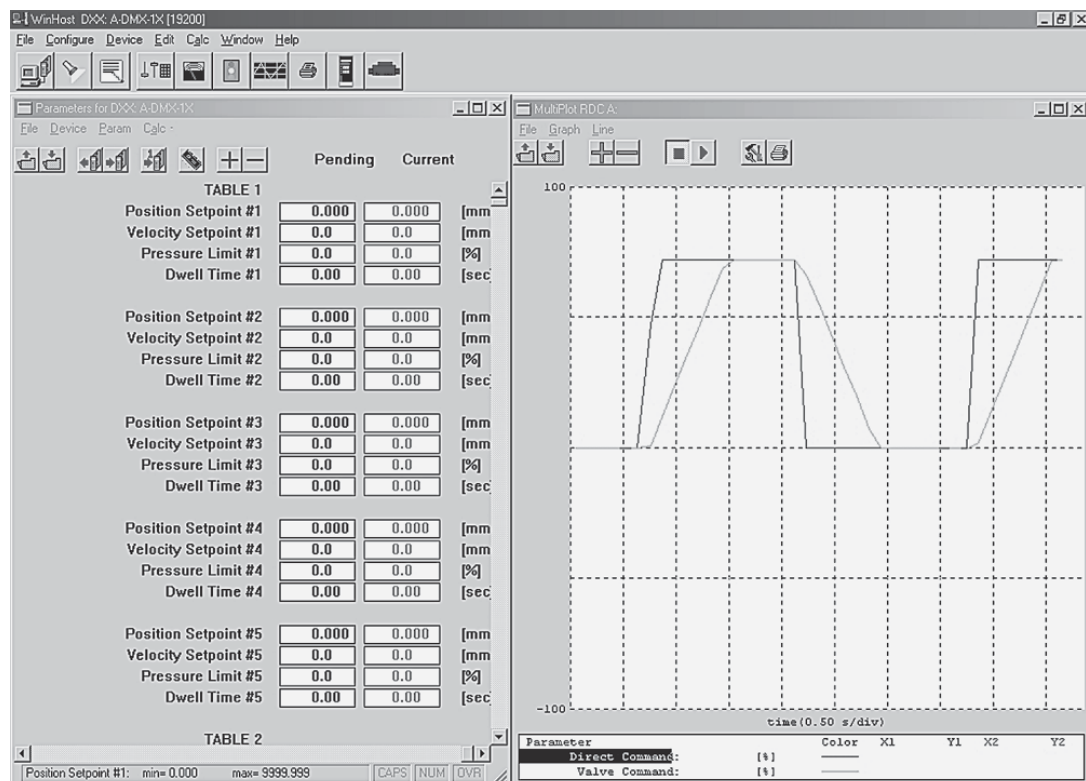 WinHost DXX: A-DMX-1X [19200]
File Configure Device Edit Calc Window Help
Parameters for DXX: A-DMX-1X
File Device Param Calc -
Pending Current
TABLE 1
Position Setpoint #1 0.000 0.000 [mm
Velocity Setpoint #1 0.0 0.0 [mm
Pressure Limit #1 0.0 0.0 [%]
Dwell Time #1 0.00 0.00 [sec
Position Setpoint #2 0.000 0.000 [mm
Velocity Setpoint #2 0.0 0.0 [mm
Pressure Limit #2 0.0 0.0 [%]
Dwell Time #2 0.00 0.00 [sec
Position Setpoint #3 0.000 0.000 [mm
Velocity Setpoint #3 0.0 0.0 [mm
Pressure Limit #3 0.0 0.0 [%]
Dwell Time #3 0.00 0.00 [sec
Position Setpoint #4 0.000 0.000 [mm
Velocity Setpoint #4 0.0 0.0 [mm
Pressure Limit #4 0.0 0.0 [%]
Dwell Time #4 0.00 0.00 [sec
Position Setpoint #5 0.000 0.000 [mm
Velocity Setpoint #5 0.0 0.0 [mm
Pressure Limit #5 0.0 0.0 [%]
Dwell Time #5 0.00 0.00 [sec
TABLE 2
Position Setpoint #1: min= 0.000 max= 9999.999 CAPS NUM OVR
MultiPlot RDC A:
File Graph Line
100
-100
time(0.50 s/div)
Parameter Color X1 Y1 X2 Y2
Direct Command: [%]
Valve Command: [%]